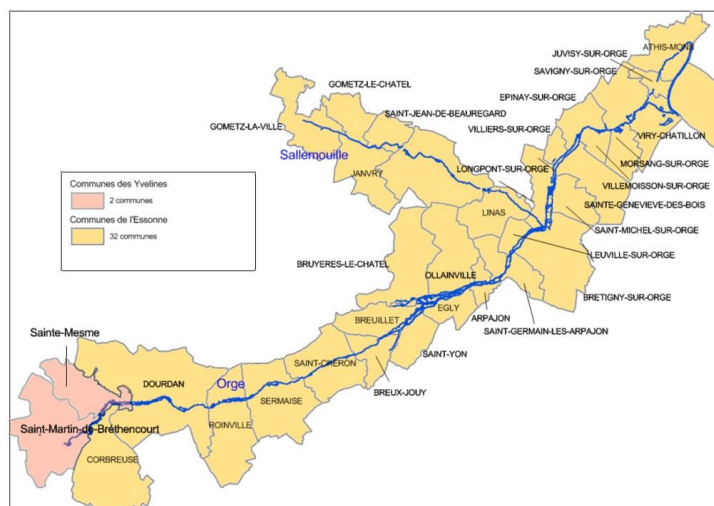 ATHIS-MONS
JUVISY-SUR-ORGE
SAVIGNY-SUR-ORGE
GOMETZ-LE-CHATEL
EPINAY-SUR-ORGE
SAINT-JEAN-DE-BEAUREGARD
GOMETZ-LA-VILLE
VILLIERS-SUR-ORGE
VIRY-CHATILLON
Sallemouille
LONGPONT-SUR-ORGE
MORSANG-SUR-ORGE
JANVRY
Communes des Yvelines
2 communes
VILLEMOISSON-SUR-ORGE
SAINTE-GENEVIEVE-DES-BOIS
LINAS
Communes de l'Essonne
32 communes
SAINT-MICHEL-SUR-ORGE
LEUVILLE-SUR-ORGE
BRUYERES-LE-CHATEL
OLLAINVILLE
BRETIGNY-SUR-ORGE
EGLY
ARPAJON
BREUILLET
SAINT-GERMAIN-LES-ARPAJON
Sainte-Mesme
SAINT-YON
SAINT-CHERON
DOURDAN
Orge
BREUX-JOUY
SERMAISE
Saint-Martin-de-Bréthencourt
ROINVILLE
CORBREUSE